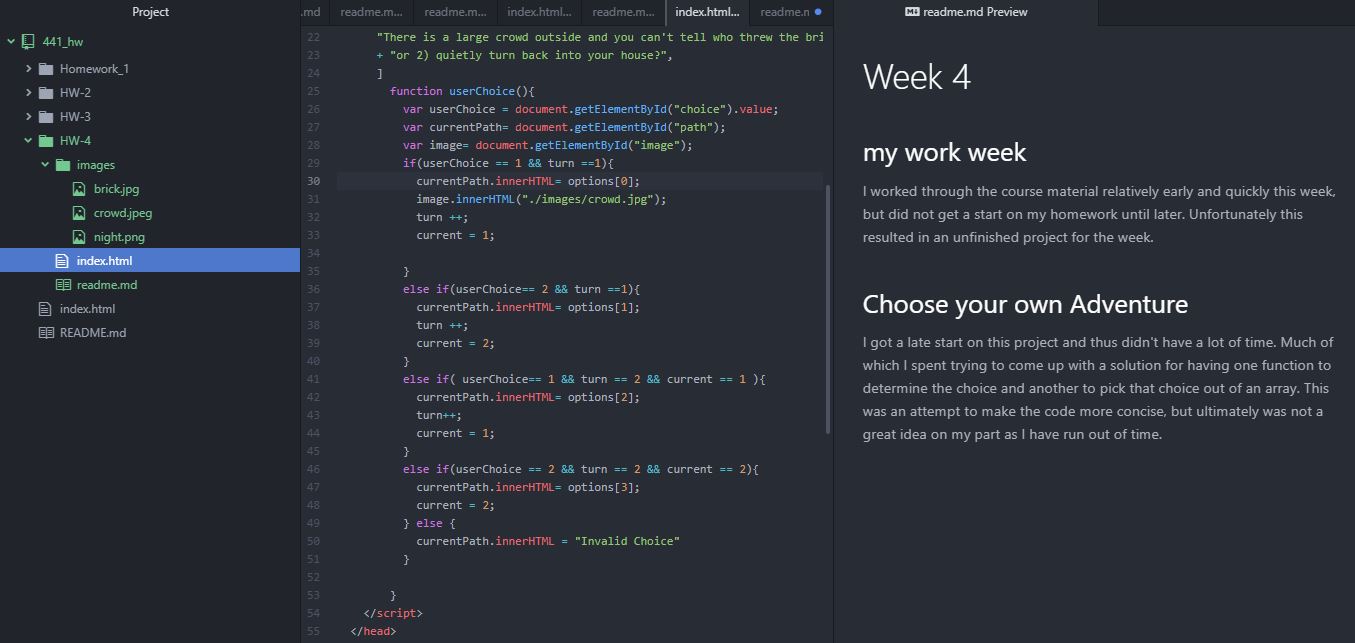 Project
441_hw
Homework_1
HW-2
HW-3
HW-4
images
brick.jpg
crowd.jpeg
night.png
index.html
readme.md
index.html
README.md
.md readme.m... readme.m... index.html... readme.m... index.html... readme.n
22 "There is a large crowd outside and you can't tell who threw the bri
23 + "or 2) quietly turn back into your house?",
24 ]
25 function userChoice(){
26 var userChoice = document.getElementById("choice").value;
27 var currentPath= document.getElementById("path");
28 var image= document.getElementById("image");
29 if(userChoice == 1 && turn ==1){
30 currentPath.innerHTML= options[0];
31 image.innerHTML("./images/crowd.jpg");
32 turn ++;
33 current = 1;
34
35 }
36 else if(userChoice== 2 && turn ==1){
37 currentPath.innerHTML= options[1];
38 turn ++;
39 current = 2;
40 }
41 else if( userChoice== 1 && turn == 2 && current == 1 ){
42 currentPath.innerHTML= options[2];
43 turn++;
44 current = 1;
45 }
46 else if(userChoice == 2 && turn == 2 && current == 2){
47 currentPath.innerHTML= options[3];
48 current = 2;
49 } else {
50 currentPath.innerHTML = "Invalid Choice"
51 }
52
53 }
54 </script>
55 </head>
M↓ readme.md Preview
Week 4
my work week
I worked through the course material relatively early and quickly this week,
but did not get a start on my homework until later. Unfortunately this
resulted in an unfinished project for the week.
Choose your own Adventure
I got a late start on this project and thus didn't have a lot of time. Much of
which I spent trying to come up with a solution for having one function to
determine the choice and another to pick that choice out of an array. This
was an attempt to make the code more concise, but ultimately was not a
great idea on my part as I have run out of time.